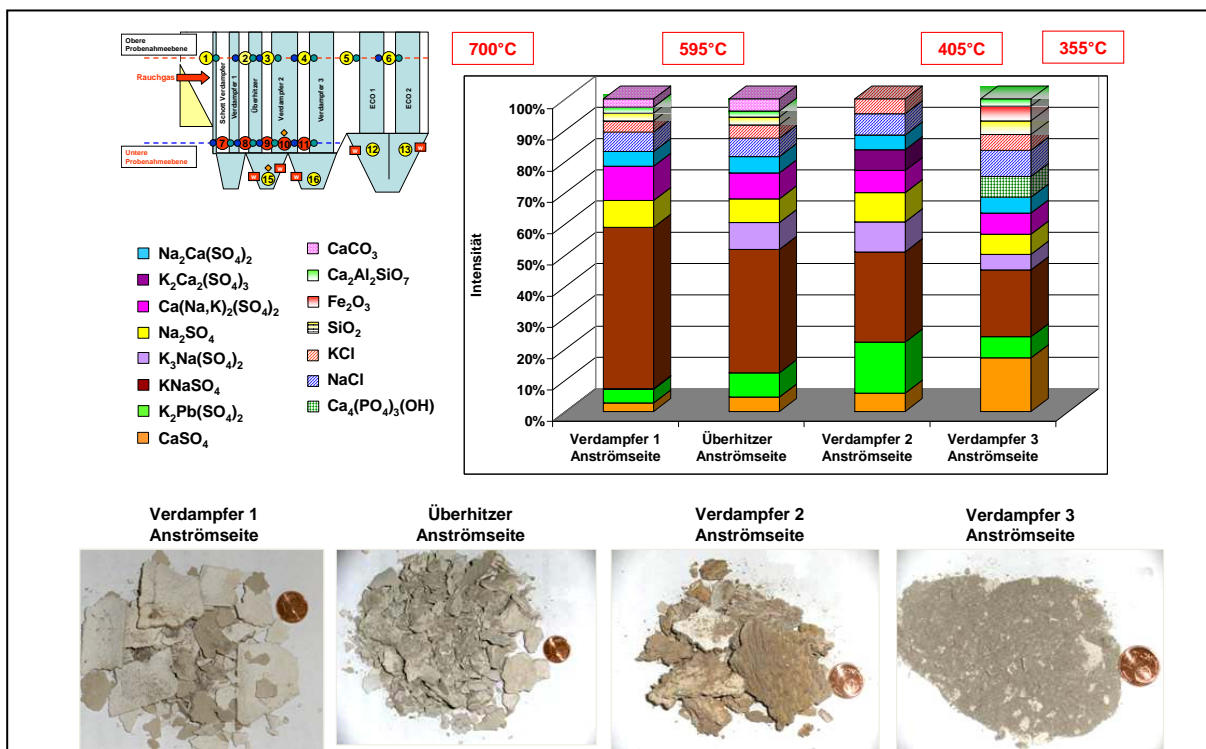 Obere
Probenahmeebene
Rauchgas
Untere
Probenahmeebene
1
2
3
4
5
6
Schott Verdampfer
Verdampfer 1
Überhitzer
Verdampfer 2
Verdampfer 3
ECO 1
ECO 2
7
8
9
10
11
12
13
W
W
W
W
W
15
16
700°C
595°C
405°C
355°C
Na₂Ca(SO₄)₂
K₂Ca₂(SO₄)₃
Ca(Na,K)₂(SO₄)₂
Na₂SO₄
K₃Na(SO₄)₂
KNaSO₄
K₂Pb(SO₄)₂
CaSO₄
CaCO₃
Ca₂Al₂SiO₇
Fe₂O₃
SiO₂
KCl
NaCl
Ca₄(PO₄)₃(OH)
Intensität
100%
90%
80%
70%
60%
50%
40%
30%
20%
10%
0%
Verdampfer 1
Anströmseite
Überhitzer
Anströmseite
Verdampfer 2
Anströmseite
Verdampfer 3
Anströmseite
Verdampfer 1
Anströmseite
Überhitzer
Anströmseite
Verdampfer 2
Anströmseite
Verdampfer 3
Anströmseite